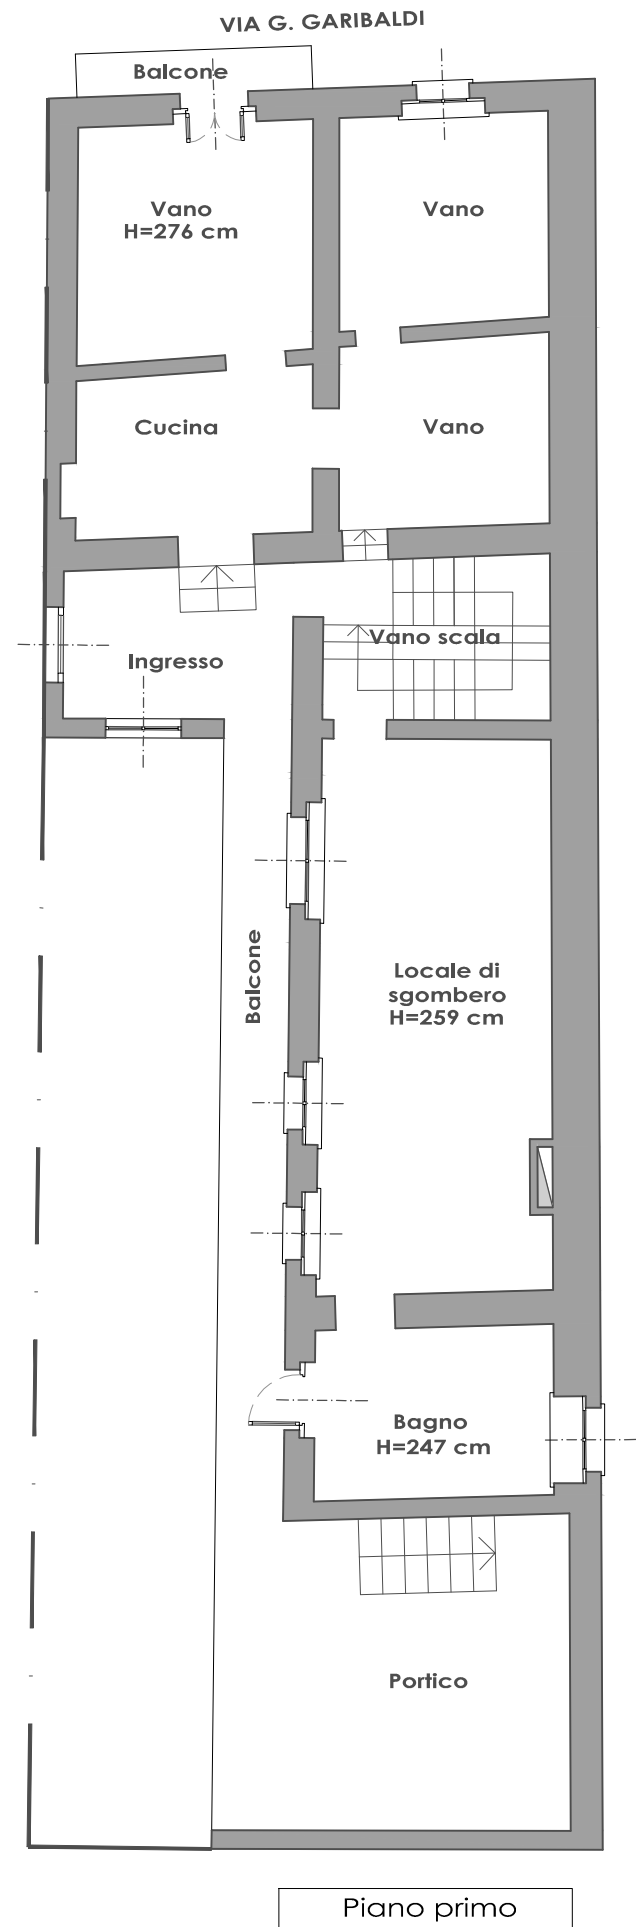 VIA G. GARIBALDI
Balcone
Vano
H=276 cm
Vano
Cucina
Vano
Vano scala
Ingresso
Balcone
Locale di
sgombero
H=259 cm
Bagno
H=247 cm
Portico
Piano primo